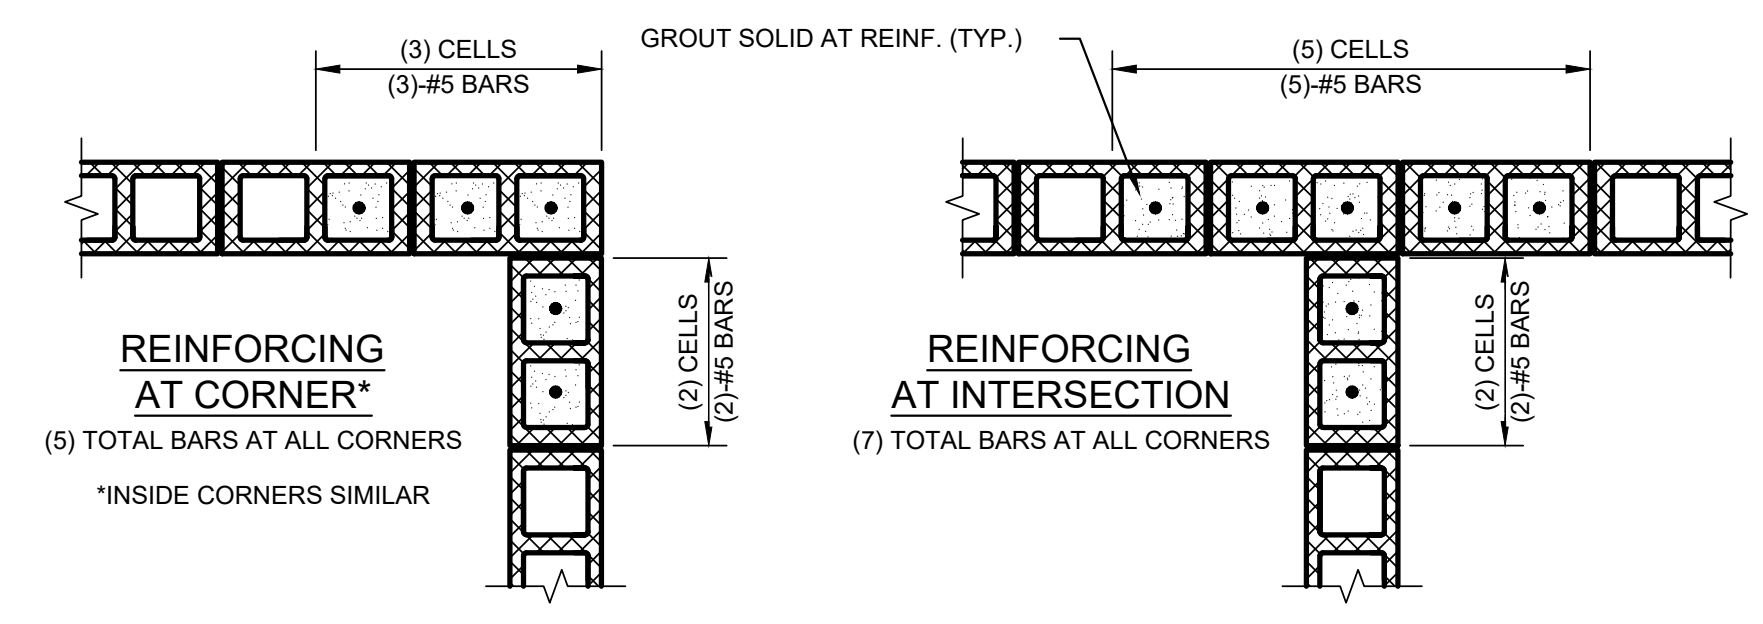 (3) CELLS
(3)-#5 BARS
GROUT SOLID AT REINF. (TYP.)
(5) CELLS
(5)-#5 BARS
REINFORCING
AT CORNER*
(5) TOTAL BARS AT ALL CORNERS
*INSIDE CORNERS SIMILAR
(2) CELLS
(2)-#5 BARS
REINFORCING
AT INTERSECTION
(7) TOTAL BARS AT ALL CORNERS
(2) CELLS
(2)-#5 BARS